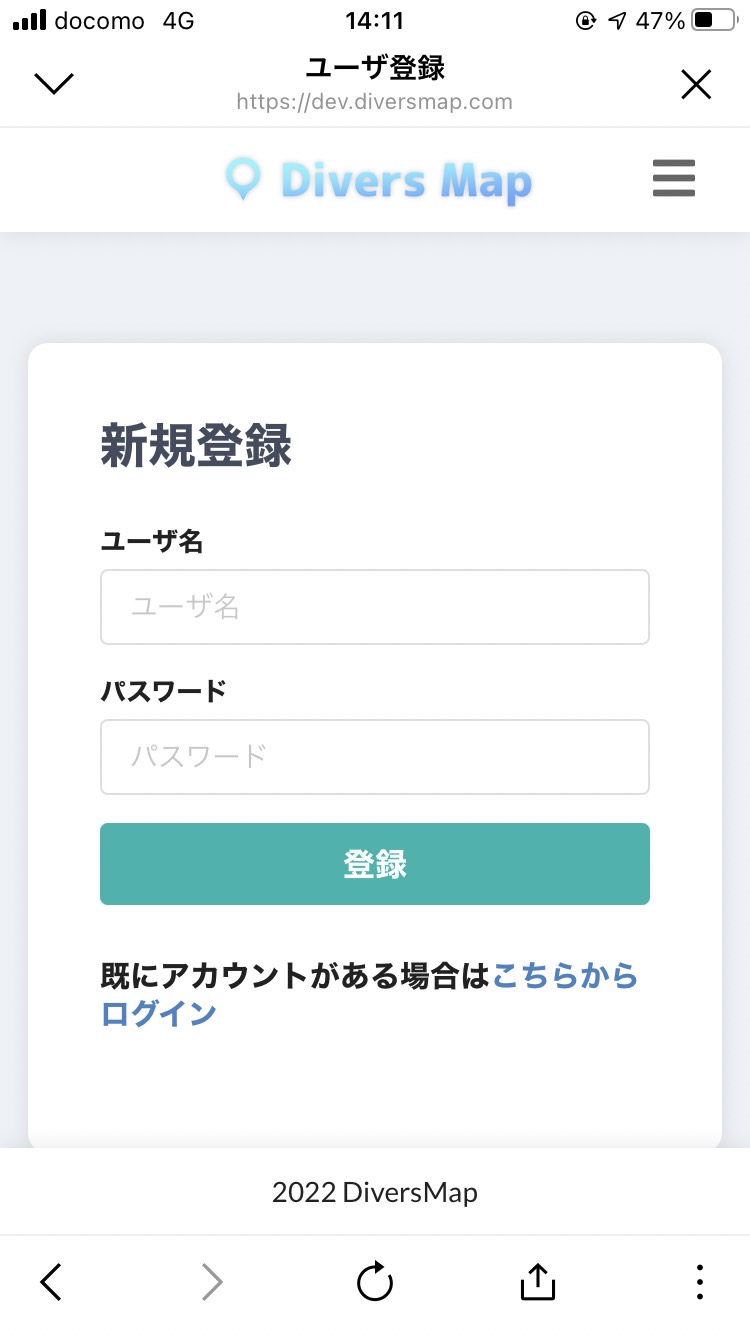 docomo 4G 14:11 47%
ユーザ登録
https://dev.diversmap.com
Divers Map
新規登録
ユーザ名
ユーザ名
パスワード
パスワード
登録
既にアカウントがある場合はこちらから
ログイン
2022 DiversMap